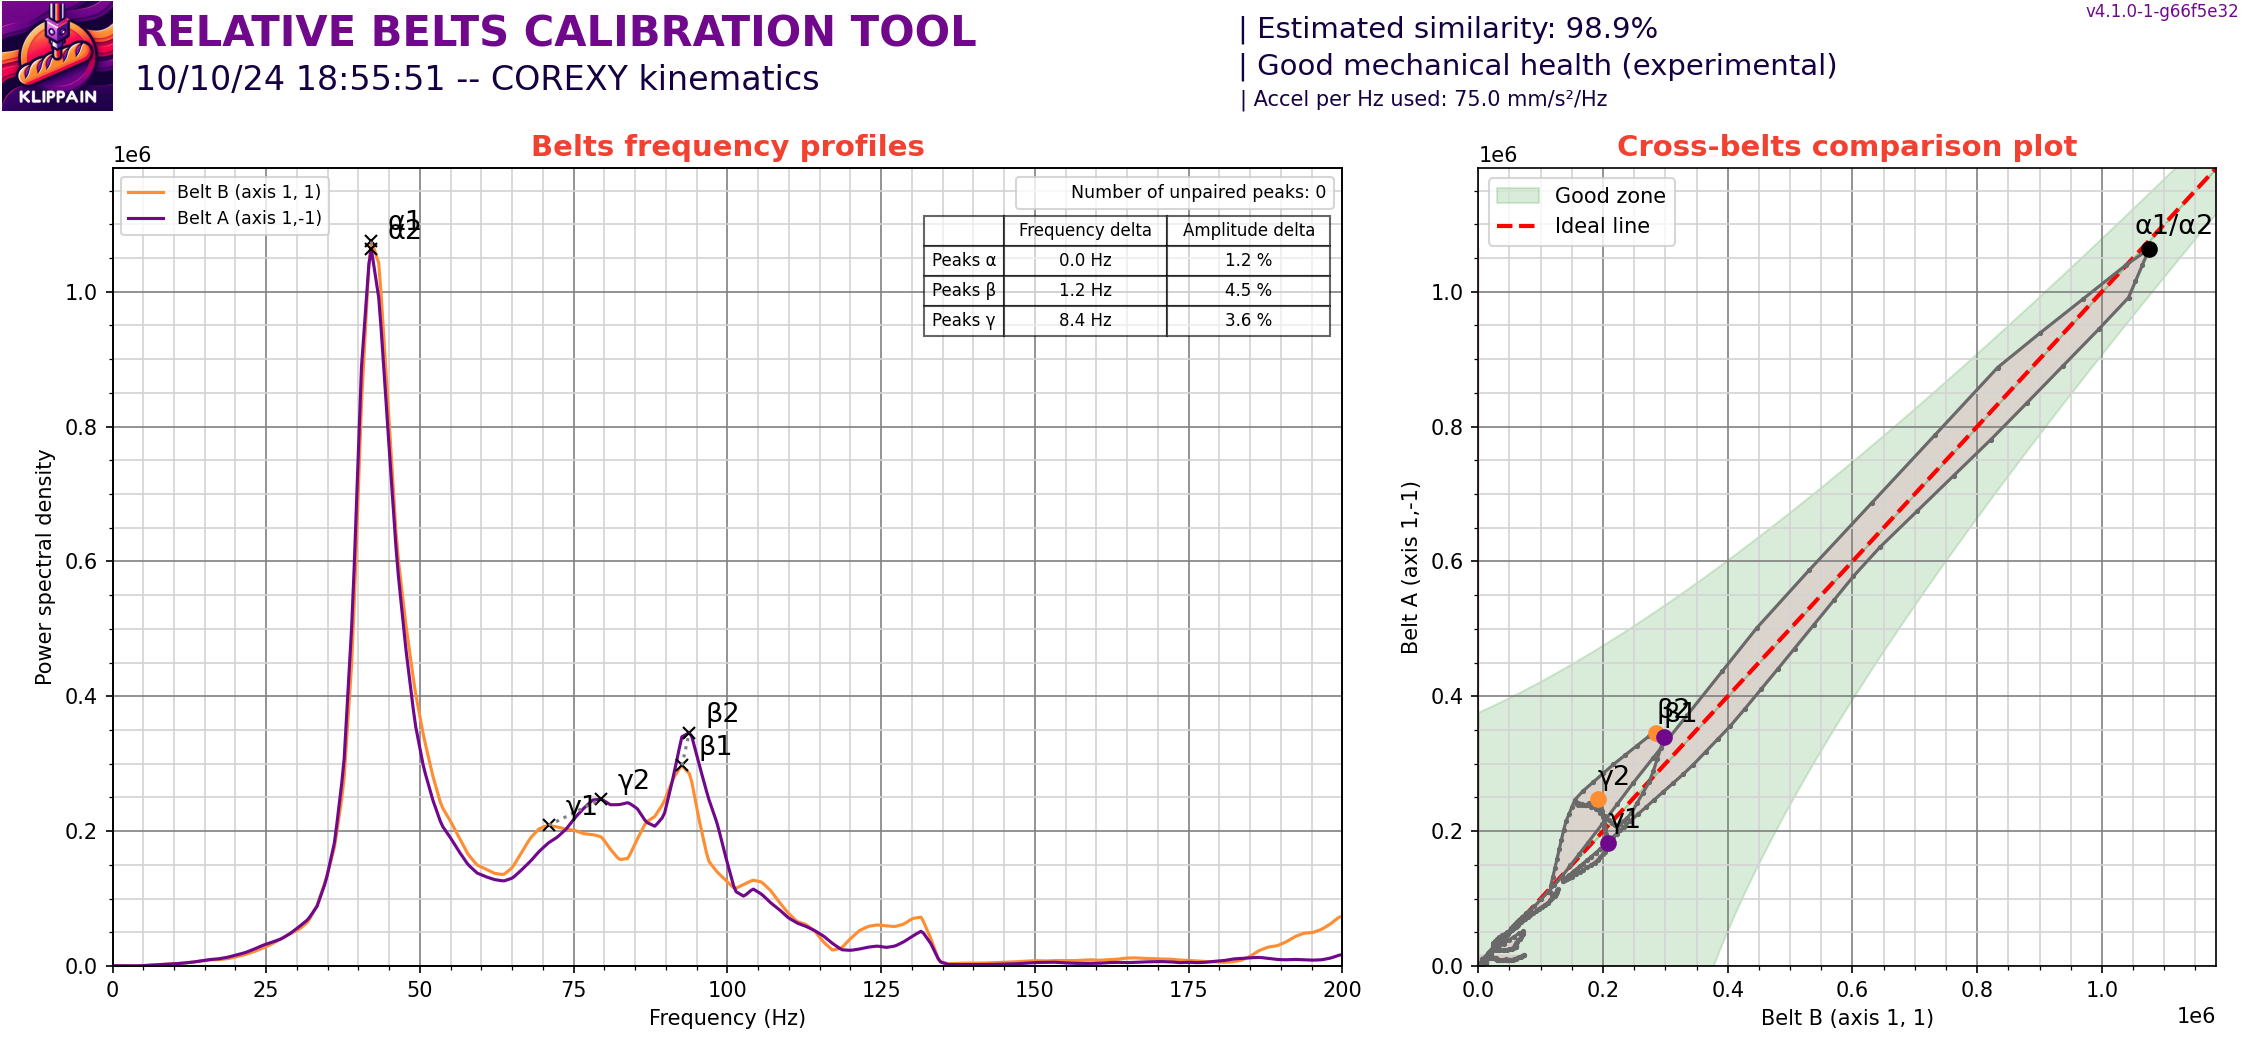 KLIPPAIN
RELATIVE BELTS CALIBRATION TOOL
10/10/24 18:55:51 -- COREXY kinematics
| Estimated similarity: 98.9%
| Good mechanical health (experimental)
| Accel per Hz used: 75.0 mm/s²/Hz
v4.1.0-1-g66f5e32
Belts frequency profiles
1e6
Belt B (axis 1, 1)
Belt A (axis 1,-1)
Number of unpaired peaks: 0
Frequency delta Amplitude delta
Peaks α 0.0 Hz 1.2 %
Peaks β 1.2 Hz 4.5 %
Peaks γ 8.4 Hz 3.6 %
α1
α2
β2
β1
γ2
γ1
Power spectral density
1.0
0.8
0.6
0.4
0.2
0.0
0 25 50 75 100 125 150 175 200
Frequency (Hz)
Cross-belts comparison plot
1e6
Good zone
Ideal line
α1/α2
β2
β1
γ2
γ1
Belt A (axis 1,-1)
1.0
0.8
0.6
0.4
0.2
0.0
0.0 0.2 0.4 0.6 0.8 1.0
Belt B (axis 1, 1)
1e6